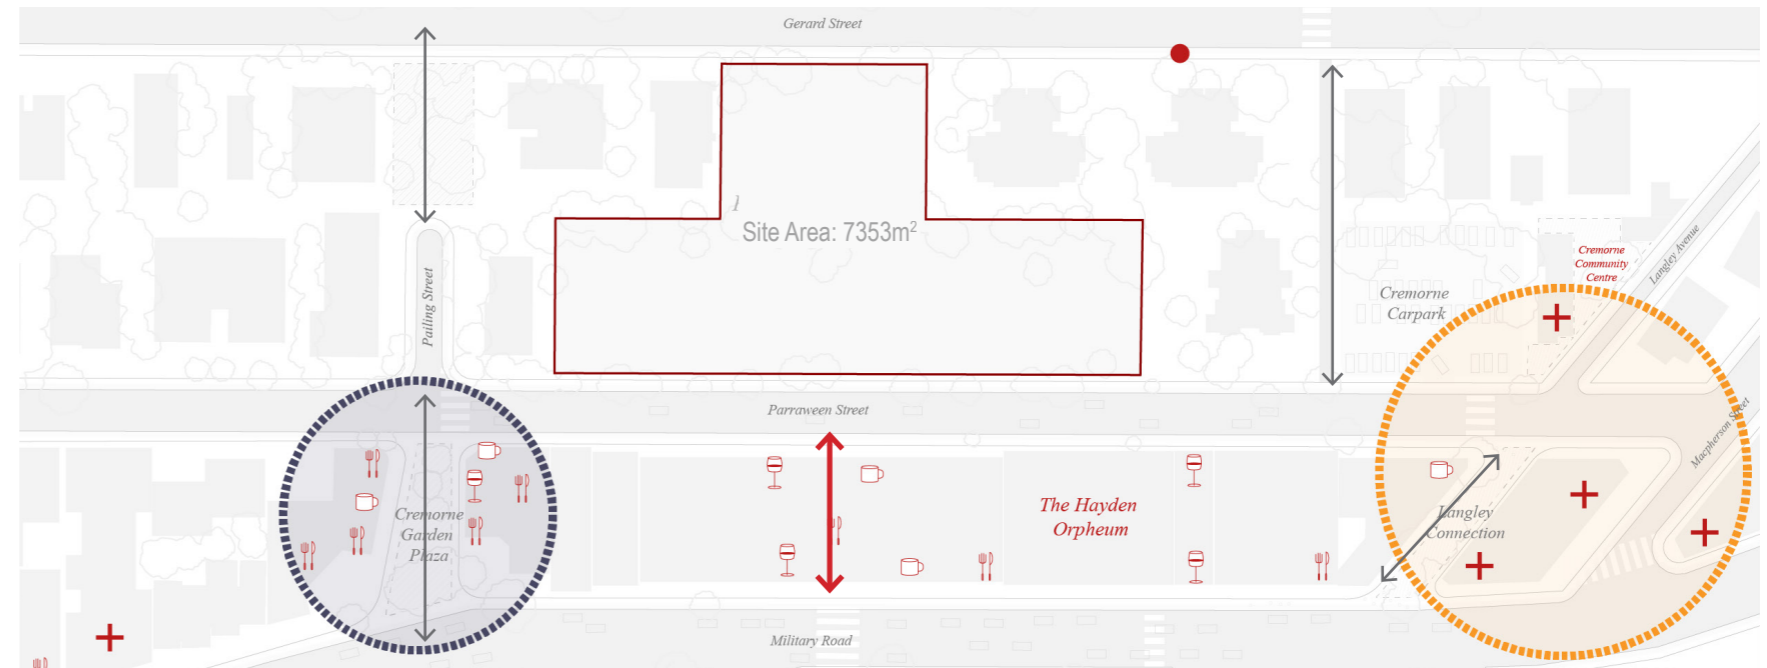 Gerard Street
Site Area: 7353m²
Pailing Street
Cremorne
Community
Centre
Langley Avenue
Cremorne
Carpark
Parraween Street
Macpherson Street
Cremorne
Garden
Plaza
The Hayden
Orpheum
Langley
Connection
Military Road